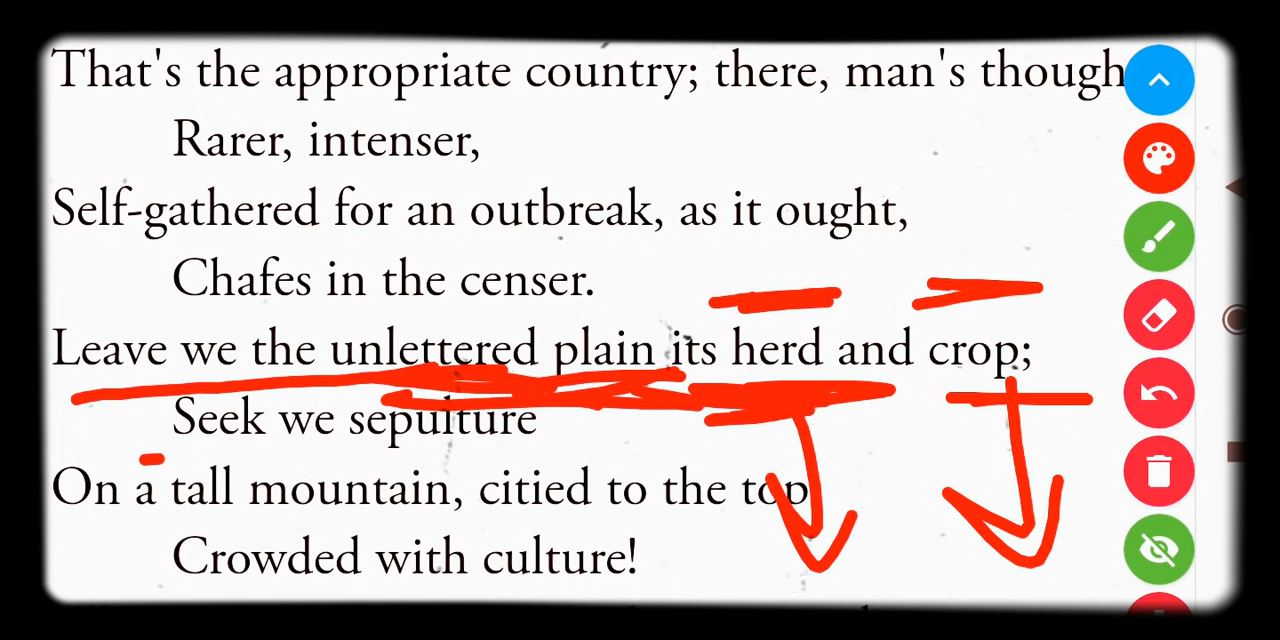 That's the appropriate country; there, man's though
Rarer, intenser,
Self-gathered for an outbreak, as it ought,
Chafes in the censer.
Leave we the unlettered plain its herd and crop;
Seek we sepulture
On a tall mountain, citied to the top
Crowded with culture!